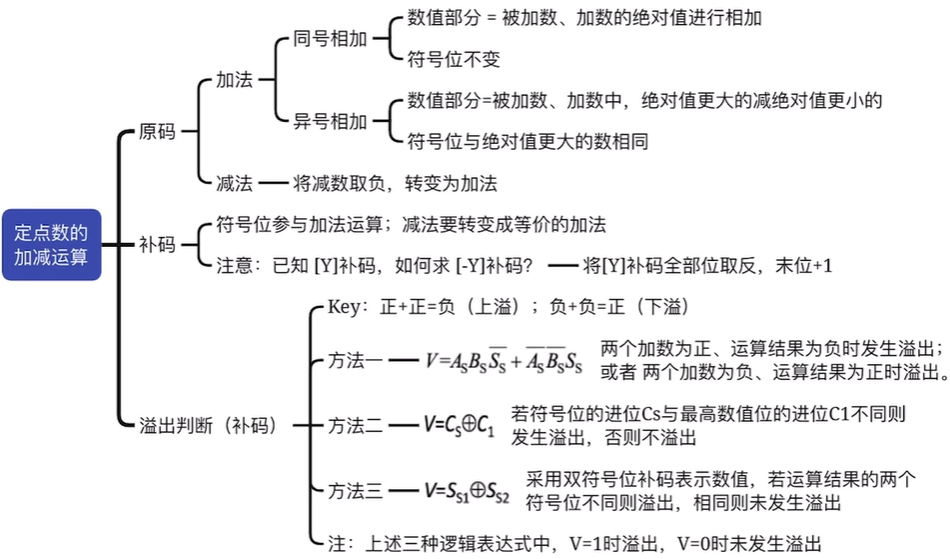 定点数的
加减运算
原码
加法
同号相加
数值部分 = 被加数、加数的绝对值进行相加
符号位不变
异号相加
数值部分=被加数、加数中，绝对值更大的减绝对值更小的
符号位与绝对值更大的数相同
减法
将减数取负，转变为加法
补码
符号位参与加法运算；减法要转变成等价的加法
注意：已知 [Y]补码，如何求 [-Y]补码？
将[Y]补码全部位取反，末位+1
溢出判断（补码）
Key：正+正=负（上溢）；负+负=正（下溢）
方法一
V=A_SB_S\overline{S_S}+\overline{A_S}\overline{B_S}S_S
两个加数为正、运算结果为负时发生溢出；
或者 两个加数为负、运算结果为正时溢出。
方法二
V=C_S⊕C_1
若符号位的进位Cs与最高数值位的进位C1不同则
发生溢出，否则不溢出
方法三
V=S_{S1}⊕S_{S2}
采用双符号位补码表示数值，若运算结果的两个
符号位不同则溢出，相同则未发生溢出
注：上述三种逻辑表达式中，V=1时溢出，V=0时未发生溢出